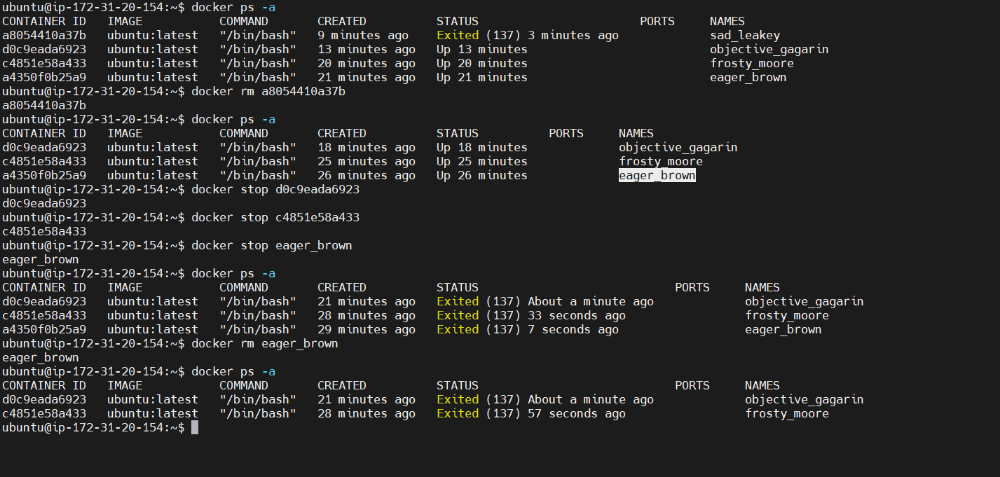 ubuntu@ip-172-31-20-154:~$ docker ps -a
CONTAINER ID   IMAGE           COMMAND       CREATED          STATUS                       PORTS     NAMES
a8054410a37b   ubuntu:latest   "/bin/bash"   9 minutes ago    Exited (137) 3 minutes ago             sad_leakey
d0c9eada6923   ubuntu:latest   "/bin/bash"   13 minutes ago   Up 13 minutes                          objective_gagarin
c4851e58a433   ubuntu:latest   "/bin/bash"   20 minutes ago   Up 20 minutes                          frosty_moore
a4350f0b25a9   ubuntu:latest   "/bin/bash"   21 minutes ago   Up 21 minutes                          eager_brown
ubuntu@ip-172-31-20-154:~$ docker rm a8054410a37b
a8054410a37b
ubuntu@ip-172-31-20-154:~$ docker ps -a
CONTAINER ID   IMAGE           COMMAND       CREATED          STATUS          PORTS     NAMES
d0c9eada6923   ubuntu:latest   "/bin/bash"   18 minutes ago   Up 18 minutes             objective_gagarin
c4851e58a433   ubuntu:latest   "/bin/bash"   25 minutes ago   Up 25 minutes             frosty_moore
a4350f0b25a9   ubuntu:latest   "/bin/bash"   26 minutes ago   Up 26 minutes             eager_brown
ubuntu@ip-172-31-20-154:~$ docker stop d0c9eada6923
d0c9eada6923
ubuntu@ip-172-31-20-154:~$ docker stop c4851e58a433
c4851e58a433
ubuntu@ip-172-31-20-154:~$ docker stop eager_brown
eager_brown
ubuntu@ip-172-31-20-154:~$ docker ps -a
CONTAINER ID   IMAGE           COMMAND       CREATED          STATUS                            PORTS     NAMES
d0c9eada6923   ubuntu:latest   "/bin/bash"   21 minutes ago   Exited (137) About a minute ago             objective_gagarin
c4851e58a433   ubuntu:latest   "/bin/bash"   28 minutes ago   Exited (137) 33 seconds ago                 frosty_moore
a4350f0b25a9   ubuntu:latest   "/bin/bash"   29 minutes ago   Exited (137) 7 seconds ago                  eager_brown
ubuntu@ip-172-31-20-154:~$ docker rm eager_brown
eager_brown
ubuntu@ip-172-31-20-154:~$ docker ps -a
CONTAINER ID   IMAGE           COMMAND       CREATED          STATUS                            PORTS     NAMES
d0c9eada6923   ubuntu:latest   "/bin/bash"   21 minutes ago   Exited (137) About a minute ago             objective_gagarin
c4851e58a433   ubuntu:latest   "/bin/bash"   28 minutes ago   Exited (137) 57 seconds ago                 frosty_moore
ubuntu@ip-172-31-20-154:~$